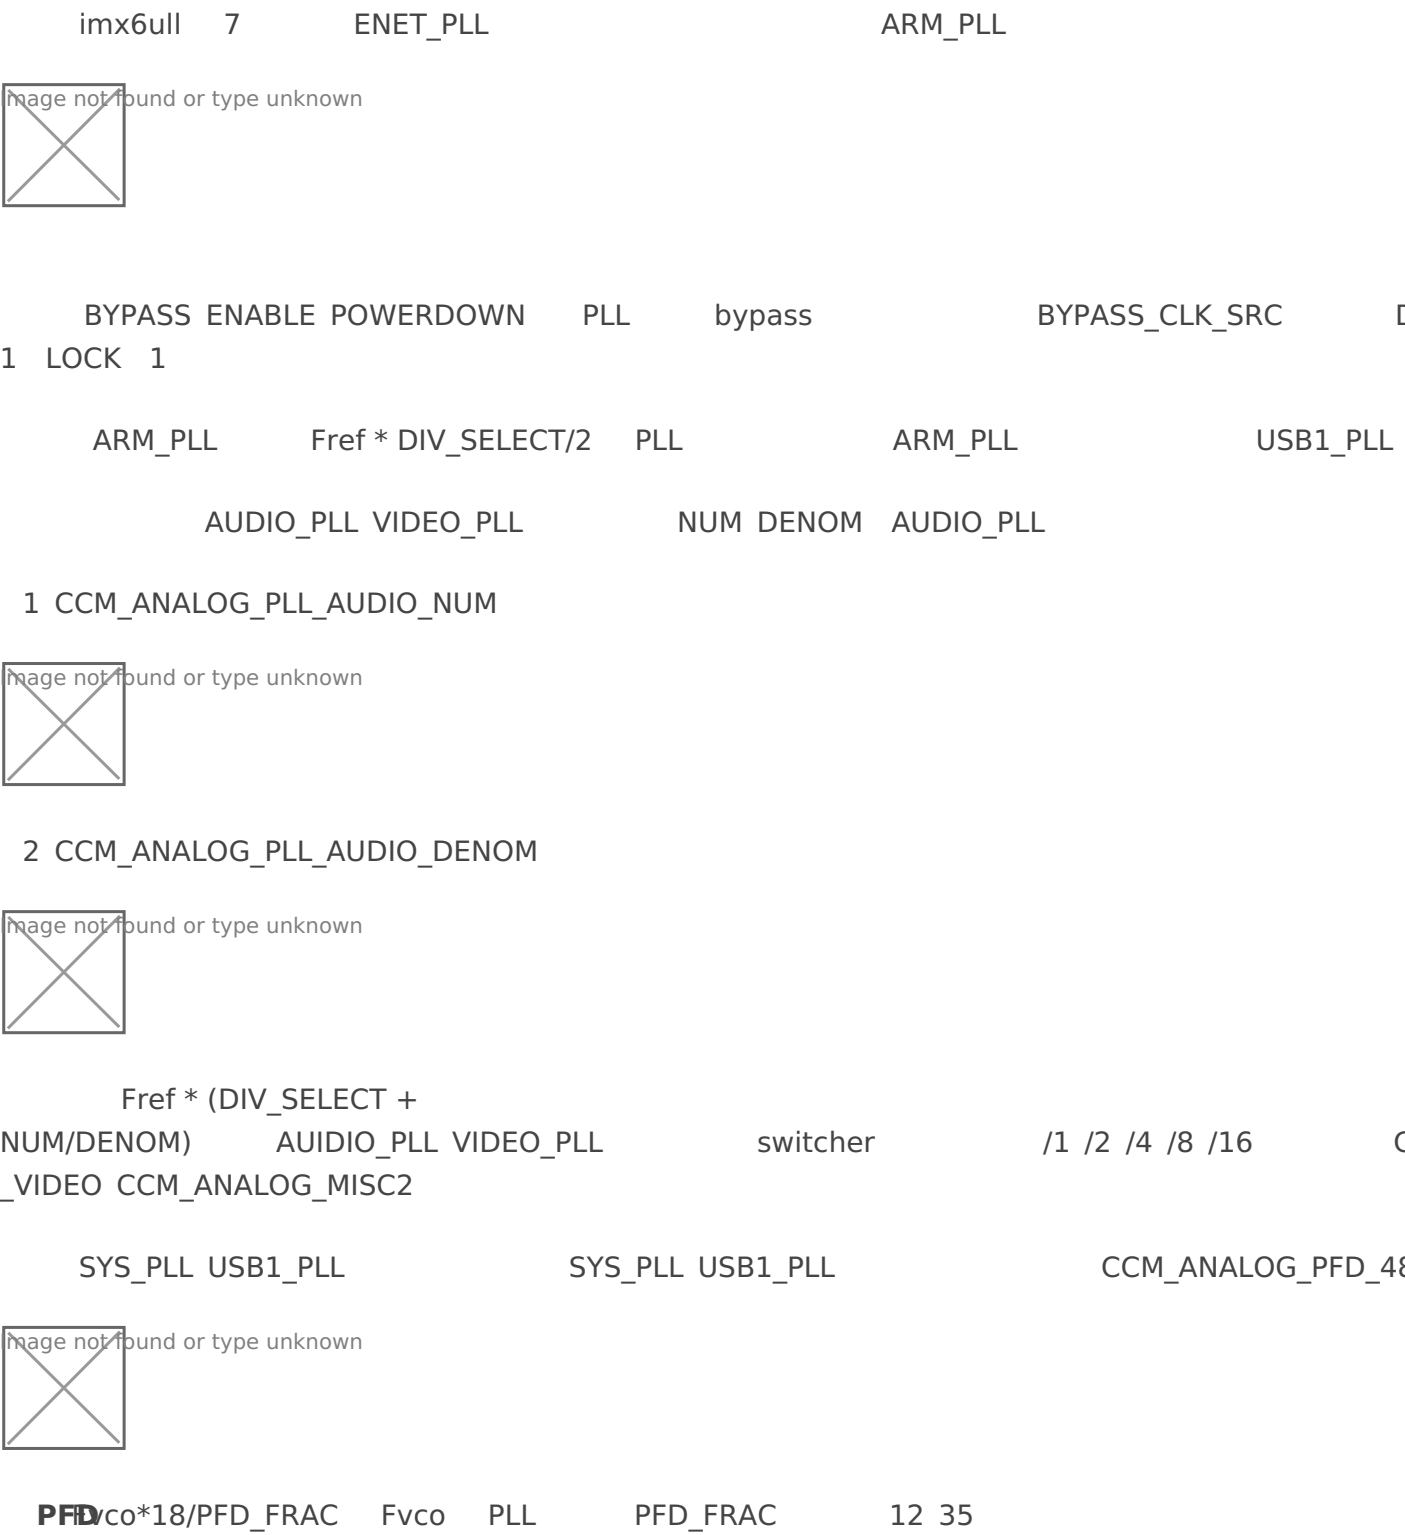 imx6ull 7 ENET_PLL ARM_PLL
Image not found or type unknown
BYPASS ENABLE POWERDOWN PLL bypass BYPASS_CLK_SRC
1 LOCK 1
ARM_PLL Fref * DIV_SELECT/2 PLL ARM_PLL USB1_PLL
AUDIO_PLL VIDEO_PLL NUM DENOM AUDIO_PLL
1 CCM_ANALOG_PLL_AUDIO_NUM
Image not found or type unknown
2 CCM_ANALOG_PLL_AUDIO_DENOM
Image not found or type unknown
Fref * (DIV_SELECT +
NUM/DENOM) AUIDIO_PLL VIDEO_PLL switcher /1 /2 /4 /8 /16
_VIDEO CCM_ANALOG_MISC2
SYS_PLL USB1_PLL SYS_PLL USB1_PLL CCM_ANALOG_PFD_48
Image not found or type unknown
PFD Fvco*18/PFD_FRAC Fvco PLL PFD_FRAC 12 35